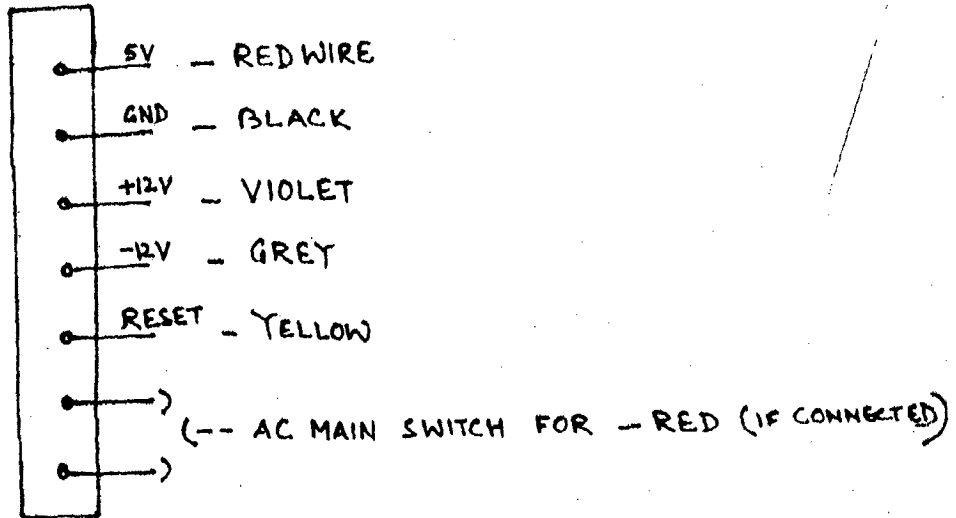 5V - RED WIRE
GND - BLACK
+12V - VIOLET
-12V - GREY
RESET - YELLOW
(-- AC MAIN SWITCH FOR - RED (IF CONNECTED)